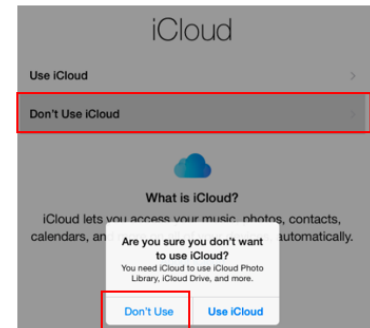 iCloud
Use iCloud
Don't Use iCloud
What is iCloud?
iCloud lets you access your music, photos, contacts,
calendars, an automatically.
Are you sure you don't want
to use iCloud?
You need iCloud to use iCloud Photo
Library, iCloud Drive, and more.
Don't Use Use iCloud